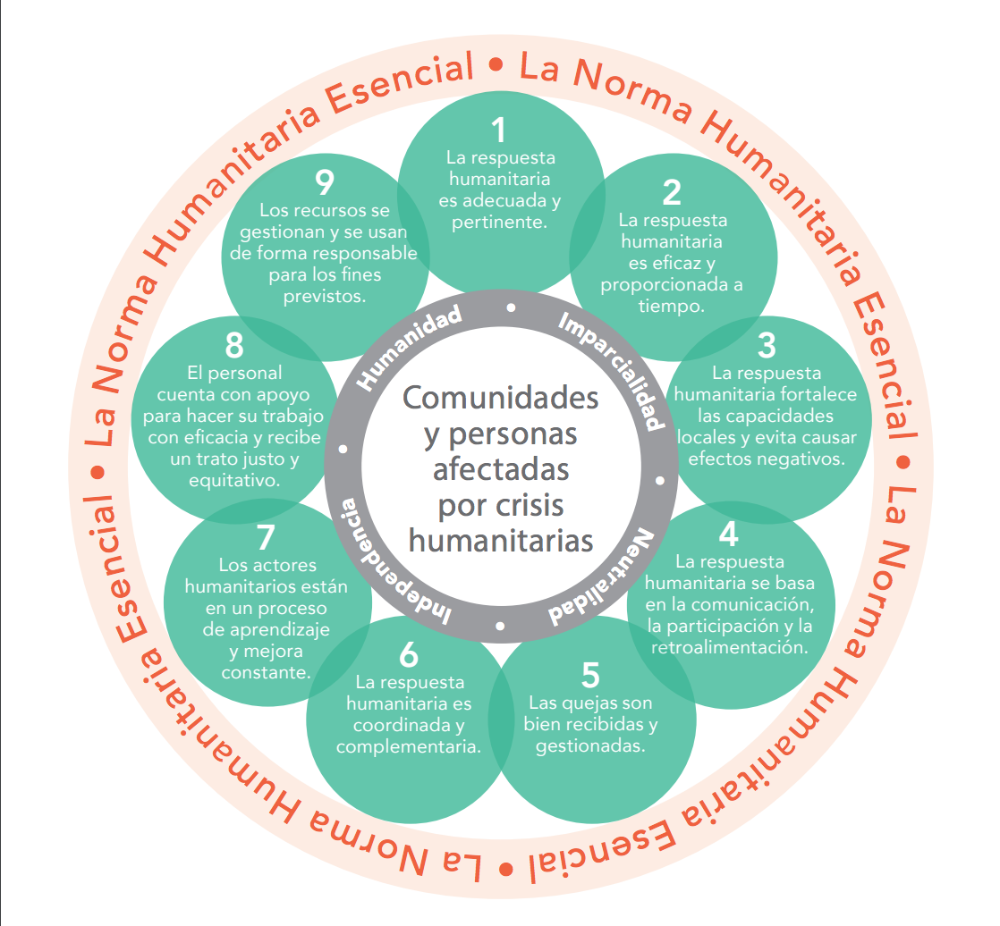 La Norma Humanitaria Esencial • La Norma Humanitaria Esencial • La Norma Humanitaria Esencial • La Norma Humanitaria Esencial •
1
La respuesta
humanitaria
es adecuada y
pertinente.
2
La respuesta
humanitaria
es eficaz y
proporcionada a
tiempo.
3
La respuesta
humanitaria fortalece
las capacidades
locales y evita causar
efectos negativos.
4
La respuesta
humanitaria se basa
en la comunicación,
la participación y la
retroalimentación.
5
Las quejas son
bien recibidas y
gestionadas.
6
La respuesta
humanitaria es
coordinada y
complementaria.
7
Los actores
humanitarios están
en un proceso
de aprendizaje
y mejora
constante.
8
El personal
cuenta con apoyo
para hacer su trabajo
con eficacia y recibe
un trato justo y
equitativo.
9
Los recursos se
gestionan y se usan
de forma responsable
para los fines
previstos.
Humanidad • Imparcialidad • Neutralidad • Independencia •
Comunidades
y personas
afectadas
por crisis
humanitarias